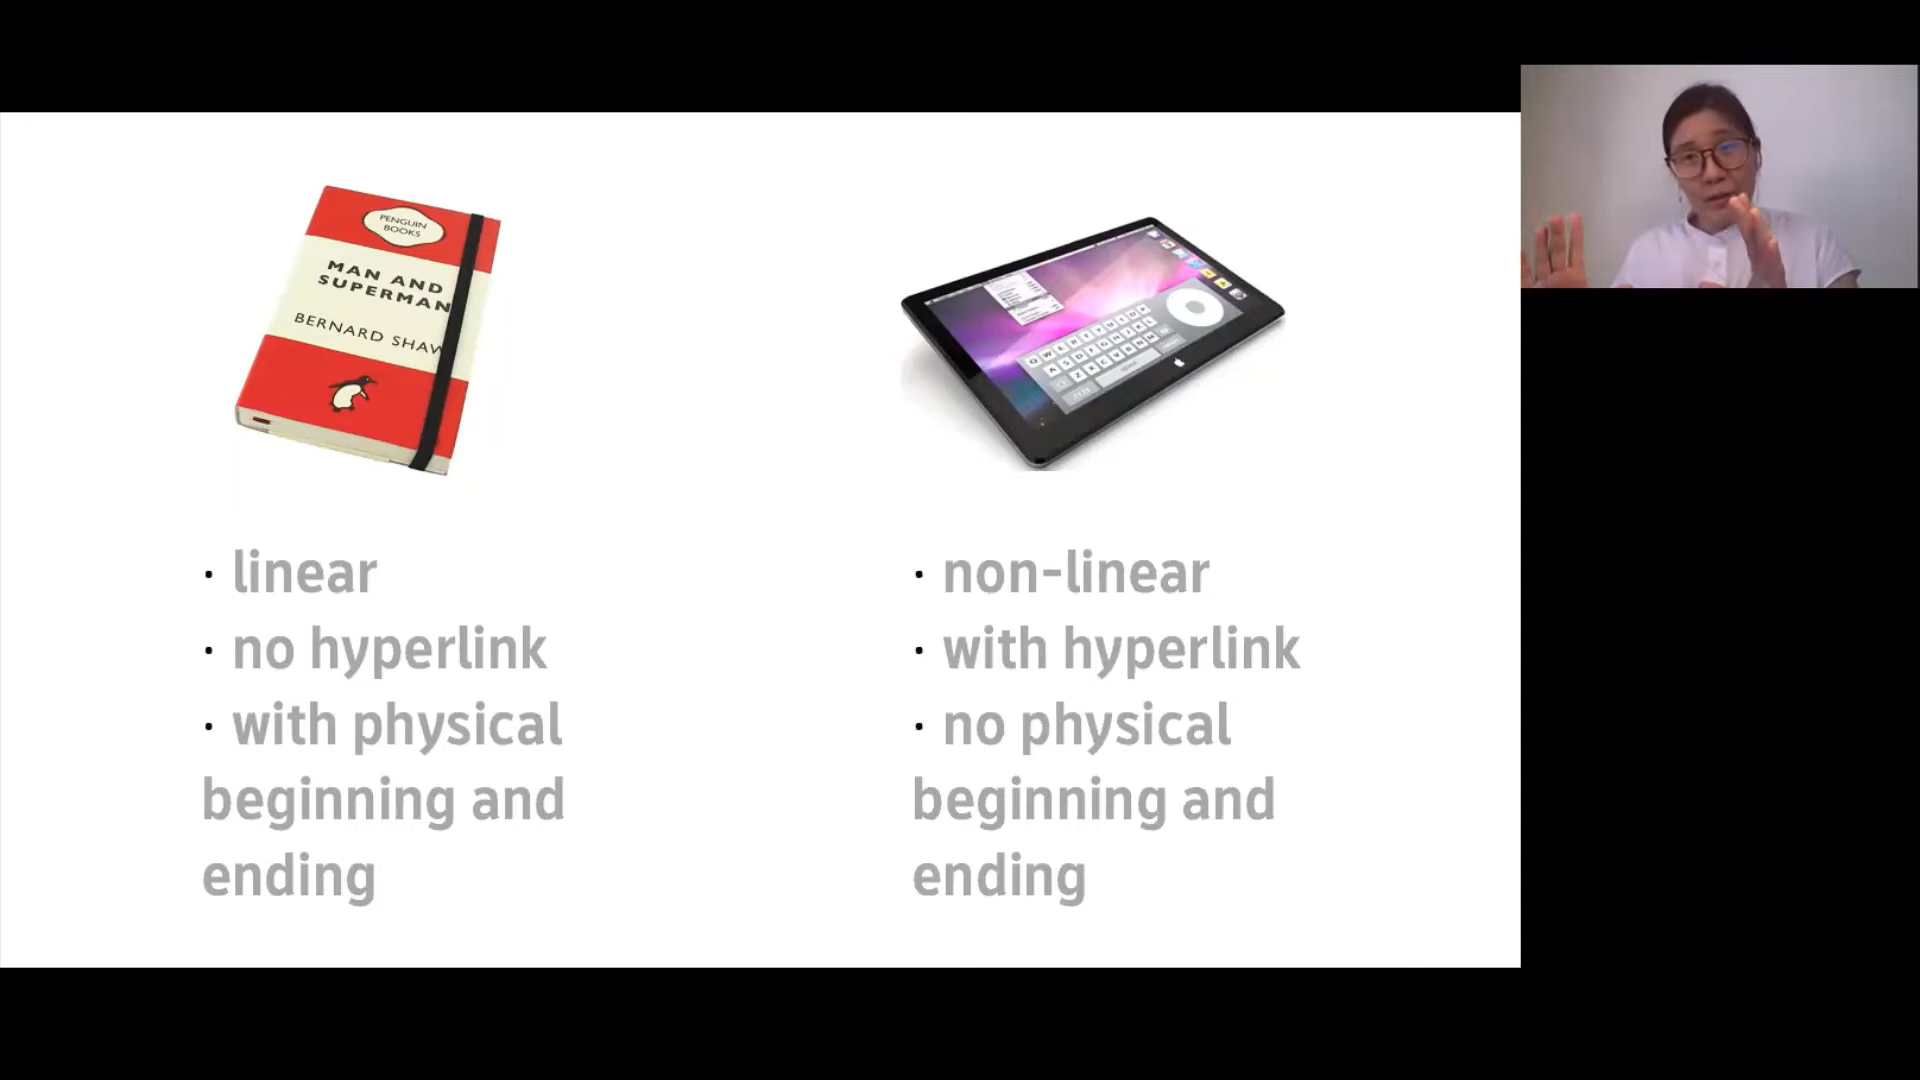 PENGUIN
BOOKS
MAN AND
SUPERMAN
BERNARD SHAW
· linear
· no hyperlink
· with physical
beginning and
ending
· non-linear
· with hyperlink
· no physical
beginning and
ending